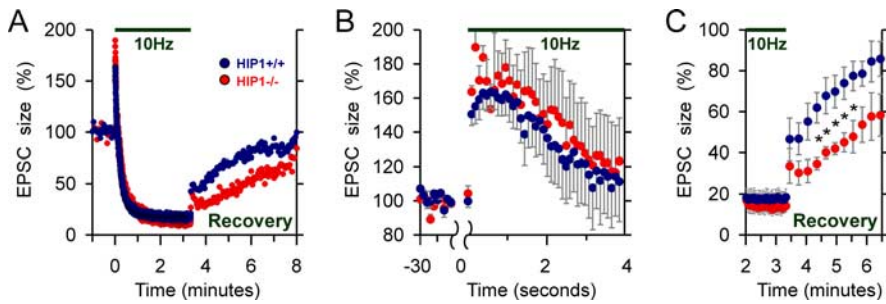 A
10Hz
EPSC size (%)
200
150
100
50
0
HIP1+/+
HIP1-/-
Recovery
0 2 4 6 8
Time (minutes)
B
10Hz
EPSC size (%)
200
180
160
140
120
100
80
-30 0 2 4
Time (seconds)
C
10Hz
EPSC size (%)
100
80
60
40
20
0
*****
Recovery
2 3 4 5 6
Time (minutes)